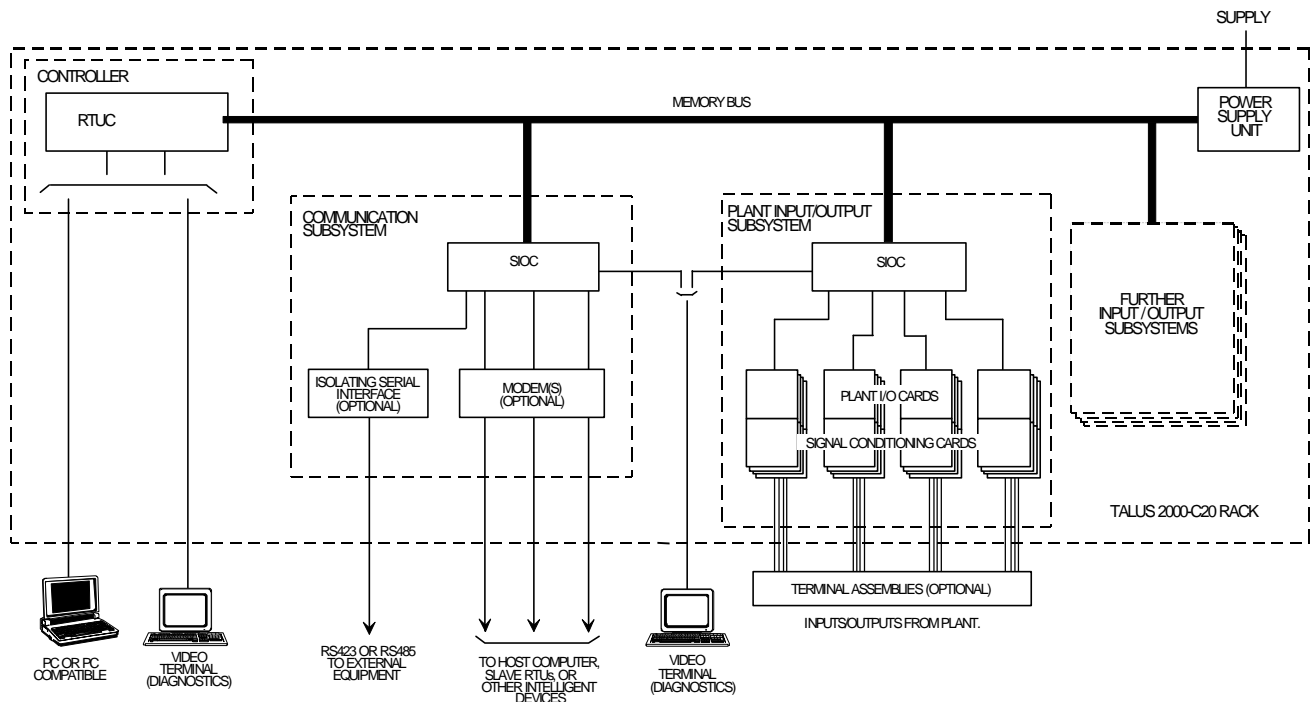 SUPPLY
CONTROLLER
RTUC
MEMORY BUS
POWER
SUPPLY
UNIT
COMMUNICATION
SUBSYSTEM
SIOC
PLANT INPUT/OUTPUT
SUBSYSTEM
SIOC
FURTHER
INPUT / OUTPUT
SUBSYSTEMS
ISOLATING SERIAL
INTERFACE
(OPTIONAL)
MODEM(S)
(OPTIONAL)
PLANT I/O CARDS
SIGNAL CONDITIONING CARDS
TALUS 2000-C20 RACK
TERMINAL ASSEMBLIES (OPTIONAL)
INPUTS/OUTPUTS FROM PLANT.
PC OR PC
COMPATIBLE
VIDEO
TERMINAL
(DIAGNOSTICS)
RS423 OR RS485
TO EXTERNAL
EQUIPMENT
TO HOST COMPUTER,
SLAVE RTUs, OR
OTHER INTELLIGENT
DEVICES
VIDEO
TERMINAL
(DIAGNOSTICS)